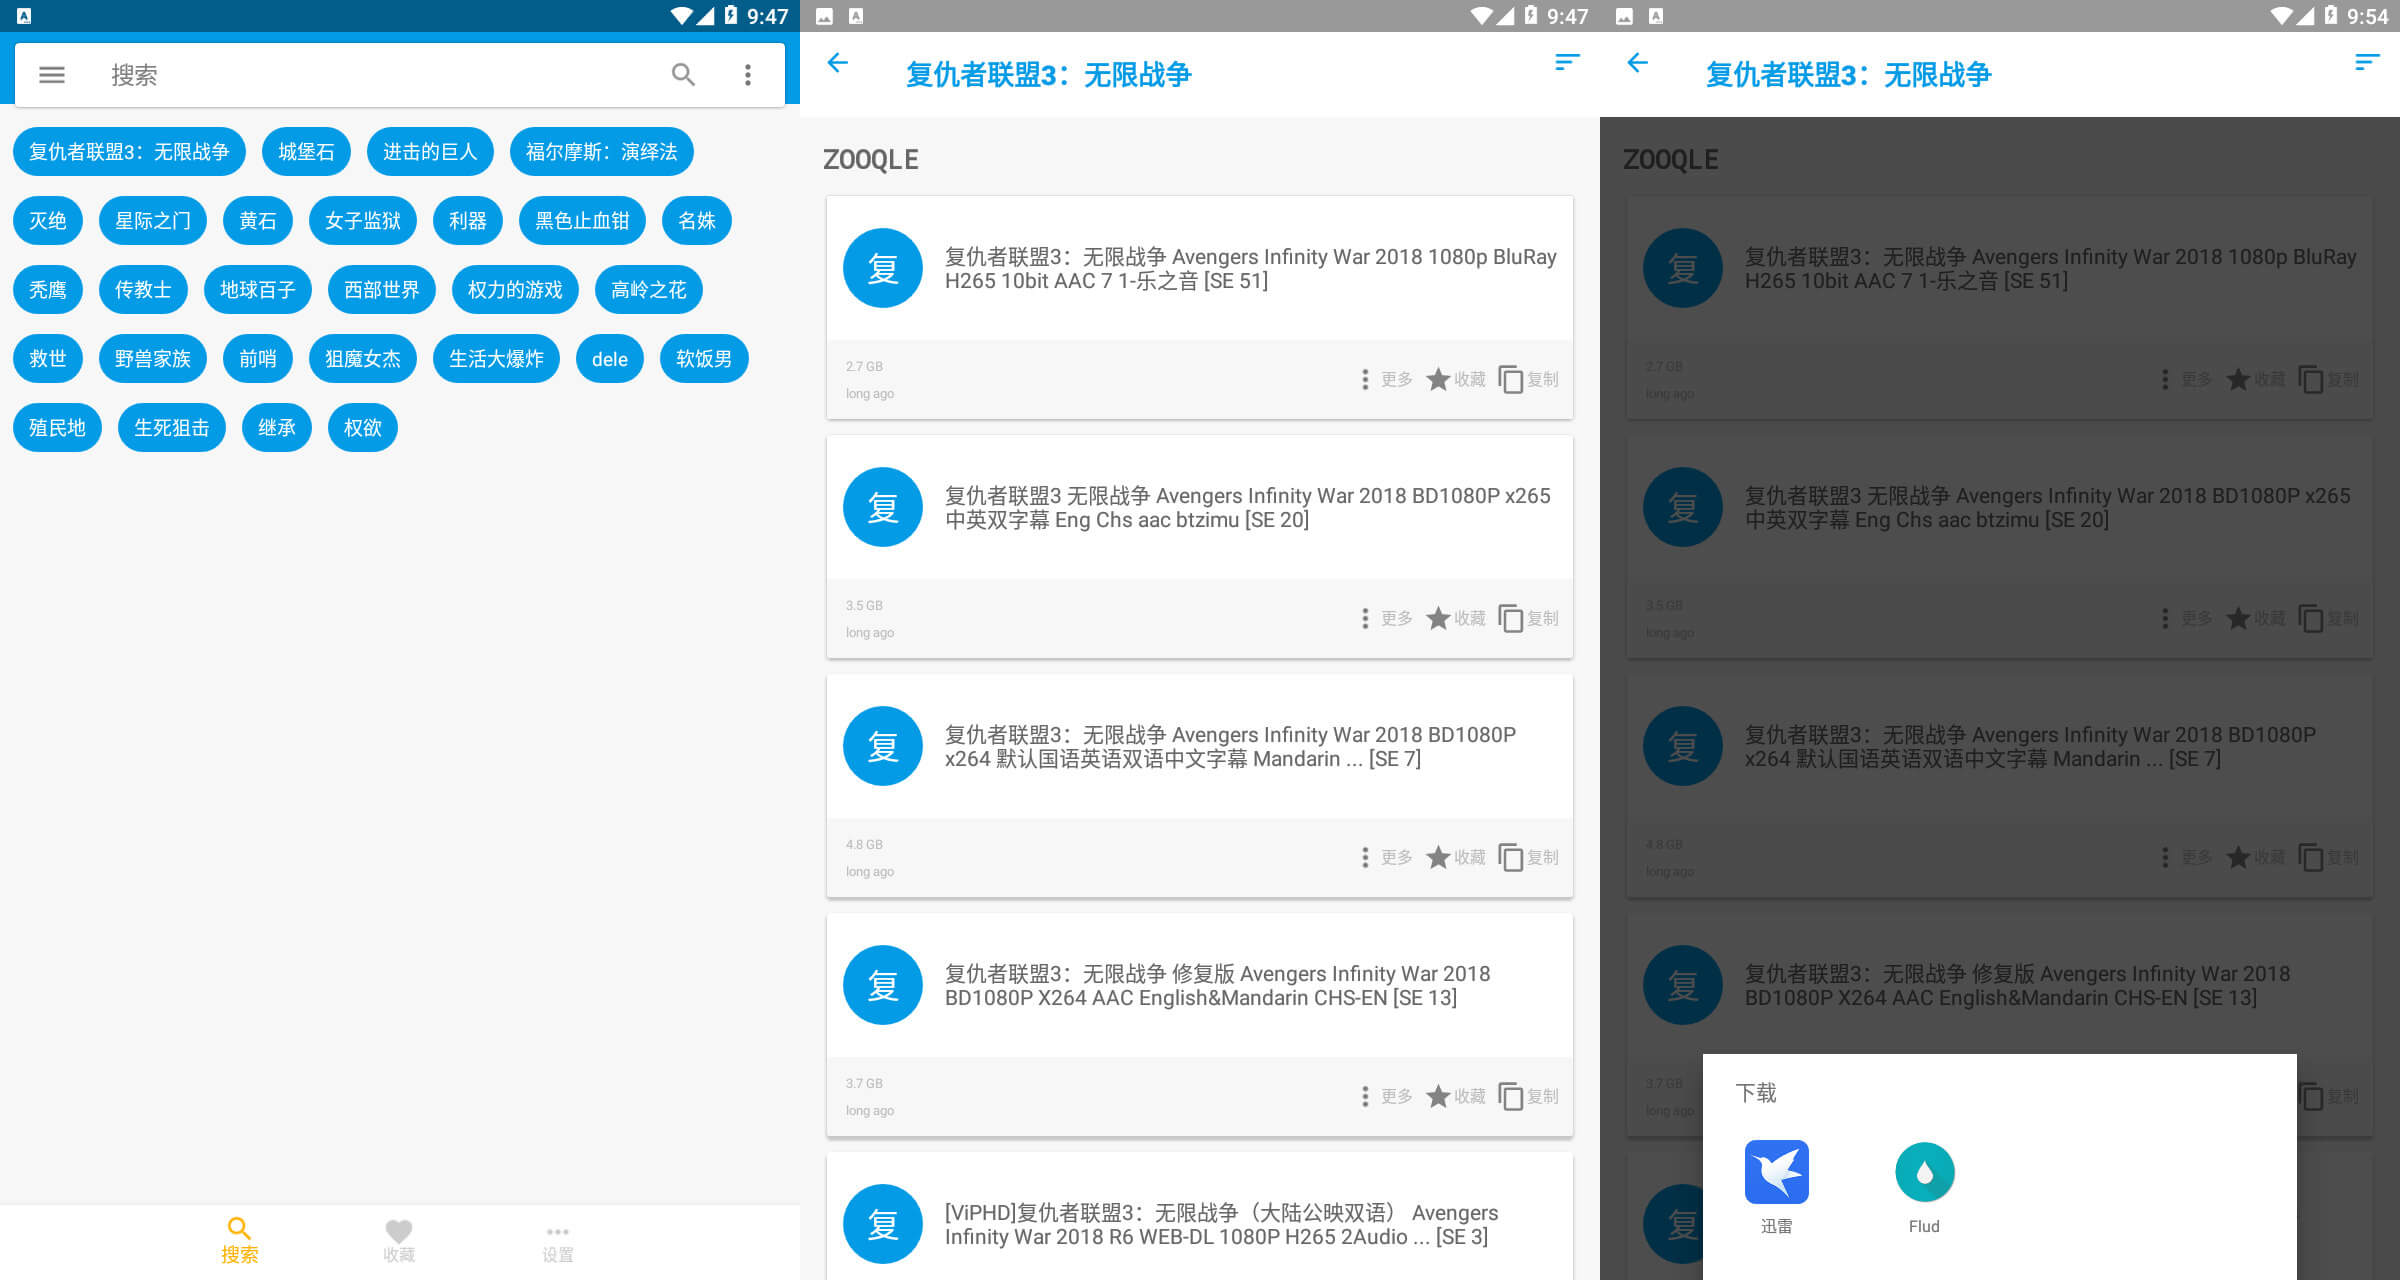 9:47
搜索
复仇者联盟3：无限战争 城堡石 进击的巨人 福尔摩斯：演绎法
灭绝 星际之门 黄石 女子监狱 利器 黑色止血钳 名姝
秃鹰 传教士 地球百子 西部世界 权力的游戏 高岭之花
救世 野兽家族 前哨 狙魔女杰 生活大爆炸 dele 软饭男
殖民地 生死狙击 继承 权欲
搜索 收藏 设置
9:47
复仇者联盟3：无限战争
ZOOQLE
复
复仇者联盟3：无限战争 Avengers Infinity War 2018 1080p BluRay
H265 10bit AAC 7 1-乐之音 [SE 51]
2.7 GB
long ago
更多 收藏 复制
复
复仇者联盟3 无限战争 Avengers Infinity War 2018 BD1080P x265
中英双字幕 Eng Chs aac btzimu [SE 20]
3.5 GB
long ago
更多 收藏 复制
复
复仇者联盟3：无限战争 Avengers Infinity War 2018 BD1080P
x264 默认国语英语双语中文字幕 Mandarin ... [SE 7]
4.8 GB
long ago
更多 收藏 复制
复
复仇者联盟3：无限战争 修复版 Avengers Infinity War 2018
BD1080P X264 AAC English&Mandarin CHS-EN [SE 13]
3.7 GB
long ago
更多 收藏 复制
复
[ViPHD]复仇者联盟3：无限战争（大陆公映双语） Avengers
Infinity War 2018 R6 WEB-DL 1080P H265 2Audio ... [SE 3]
9:54
复仇者联盟3：无限战争
ZOOQLE
复
复仇者联盟3：无限战争 Avengers Infinity War 2018 1080p BluRay
H265 10bit AAC 7 1-乐之音 [SE 51]
2.7 GB
long ago
更多 收藏 复制
复
复仇者联盟3 无限战争 Avengers Infinity War 2018 BD1080P x265
中英双字幕 Eng Chs aac btzimu [SE 20]
3.5 GB
long ago
更多 收藏 复制
复
复仇者联盟3：无限战争 Avengers Infinity War 2018 BD1080P
x264 默认国语英语双语中文字幕 Mandarin ... [SE 7]
4.8 GB
long ago
更多 收藏 复制
复
复仇者联盟3：无限战争 修复版 Avengers Infinity War 2018
BD1080P X264 AAC English&Mandarin CHS-EN [SE 13]
3.7 GB
long ago
复制
复
下载
迅雷 Flud